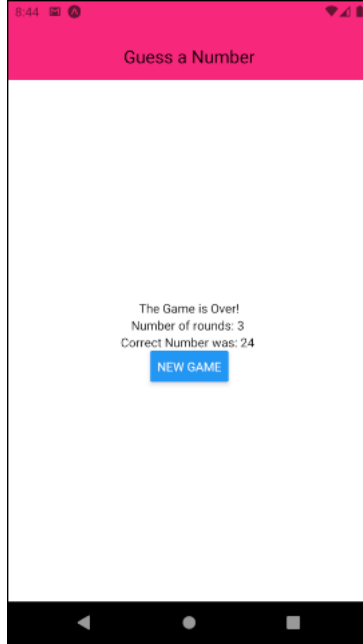 8:44
Guess a Number
The Game is Over!
Number of rounds: 3
Correct Number was: 24
NEW GAME